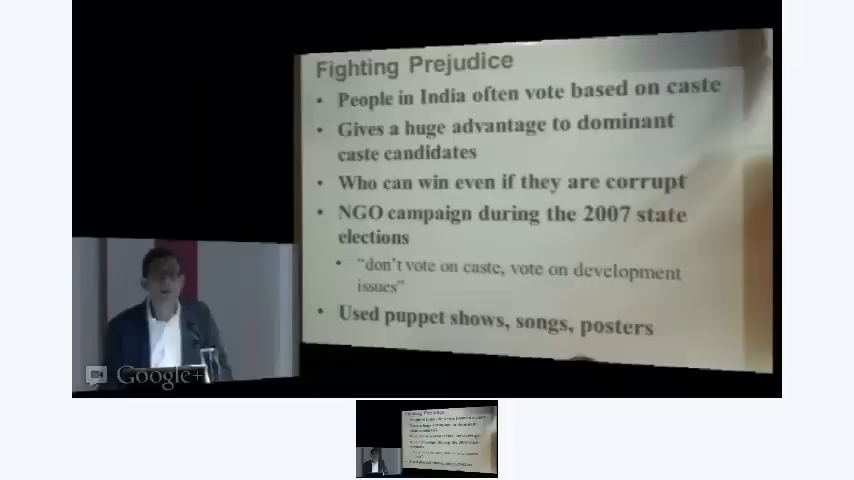 Fighting Prejudice
• People in India often vote based on caste
• Gives a huge advantage to dominant
caste candidates
• Who can win even if they are corrupt
• NGO campaign during the 2007 state
elections
• “don’t vote on caste, vote on development
issues”
• Used puppet shows, songs, posters
Google+